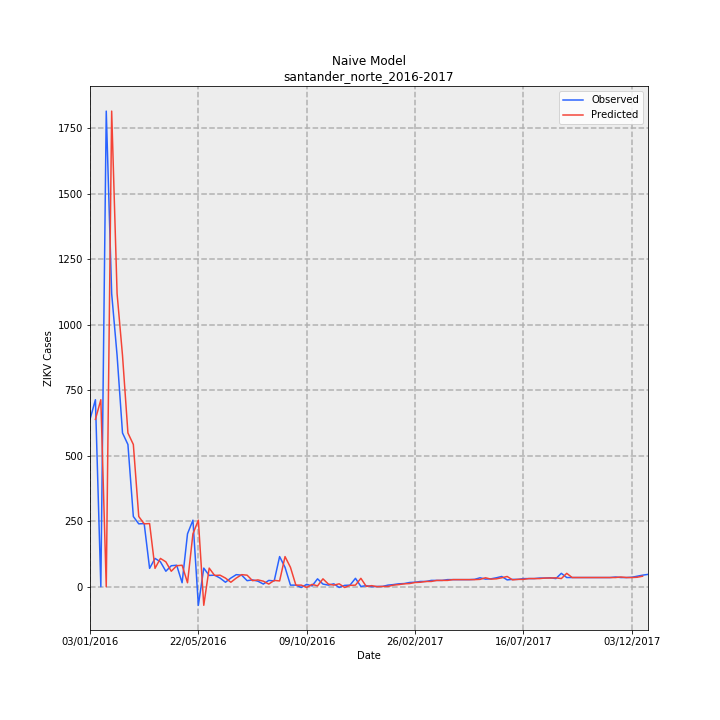 Naive Model
santander_norte_2016-2017
Observed
Predicted
1750
1500
1250
1000
750
500
250
0
ZIKV Cases
03/01/2016
22/05/2016
09/10/2016
26/02/2017
16/07/2017
03/12/2017
Date